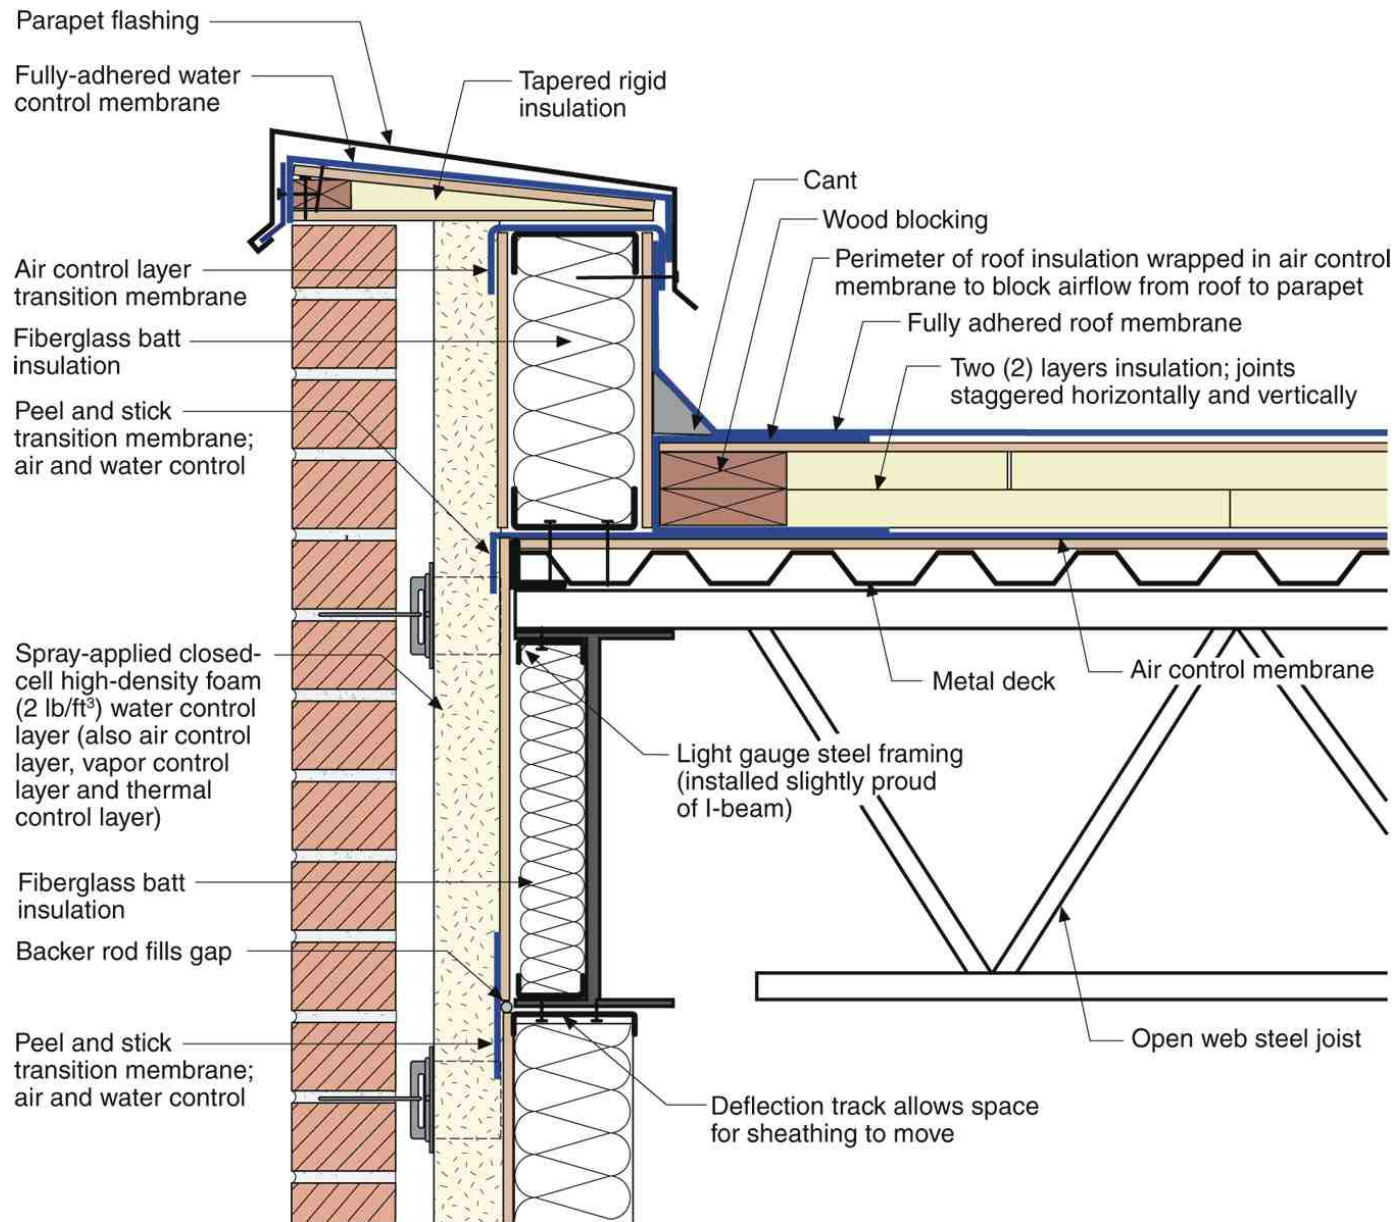 Parapet flashing
Fully-adhered water
control membrane
Tapered rigid
insulation
Cant
Wood blocking
Air control layer
transition membrane
Perimeter of roof insulation wrapped in air control
membrane to block airflow from roof to parapet
Fully adhered roof membrane
Fiberglass batt
insulation
Two (2) layers insulation; joints
staggered horizontally and vertically
Peel and stick
transition membrane;
air and water control
Spray-applied closed-
cell high-density foam
(2 lb/ft³) water control
layer (also air control
layer, vapor control
layer and thermal
control layer)
Metal deck
Air control membrane
Light gauge steel framing
(installed slightly proud
of I-beam)
Fiberglass batt
insulation
Backer rod fills gap
Peel and stick
transition membrane;
air and water control
Open web steel joist
Deflection track allows space
for sheathing to move